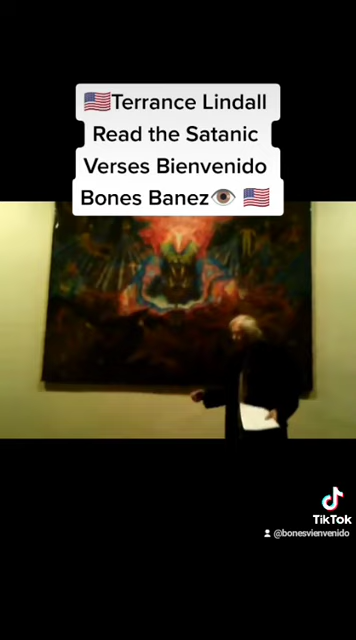 🇺🇸Terrance Lindall
Read the Satanic
Verses Bienvenido
Bones Banez👁️ 🇺🇸
TikTok
@bonesvienvenido